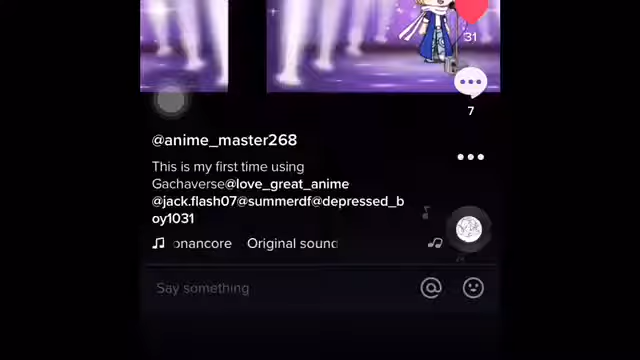 31
7
@anime_master268
This is my first time using
Gachaverse@love_great_anime
@jack.flash07@summerdf@depressed_b
oy1031
onancore Original sound
Say something